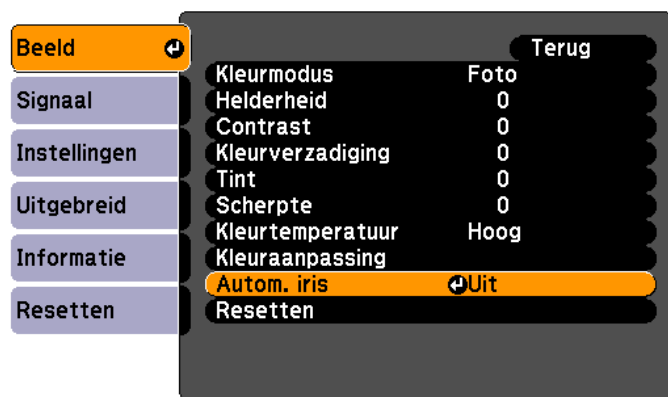 Beeld
Signaal
Instellingen
Uitgebreid
Informatie
Resetten
Terug
Kleurmodus Foto
Helderheid 0
Contrast 0
Kleurverzadiging 0
Tint 0
Scherpte 0
Kleurtemperatuur Hoog
Kleuraanpassing
Autom. iris Uit
Resetten